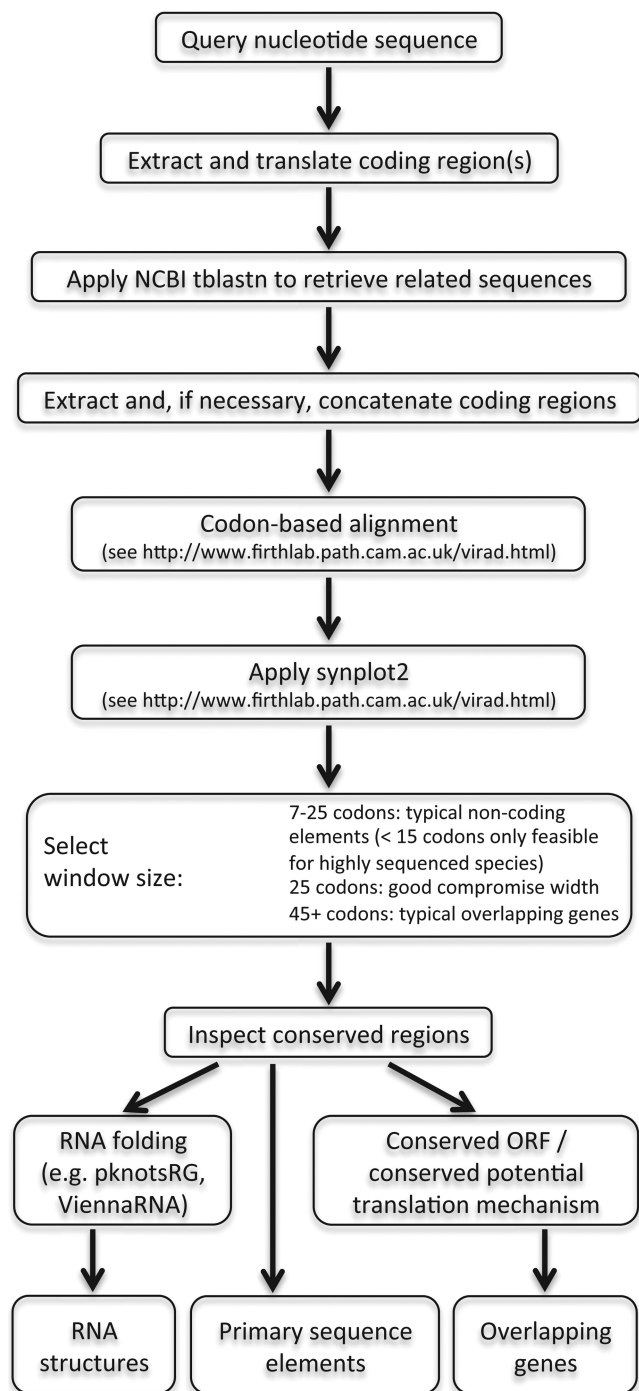 Query nucleotide sequence
Extract and translate coding region(s)
Apply NCBI tblastn to retrieve related sequences
Extract and, if necessary, concatenate coding regions
Codon-based alignment
(see http://www.firthlab.path.cam.ac.uk/virad.html)
Apply synplot2
(see http://www.firthlab.path.cam.ac.uk/virad.html)
Select
window size:
7-25 codons: typical non-coding
elements (< 15 codons only feasible
for highly sequenced species)
25 codons: good compromise width
45+ codons: typical overlapping genes
Inspect conserved regions
RNA folding
(e.g. pknotsRG,
ViennaRNA)
Conserved ORF /
conserved potential
translation mechanism
RNA
structures
Primary sequence
elements
Overlapping
genes